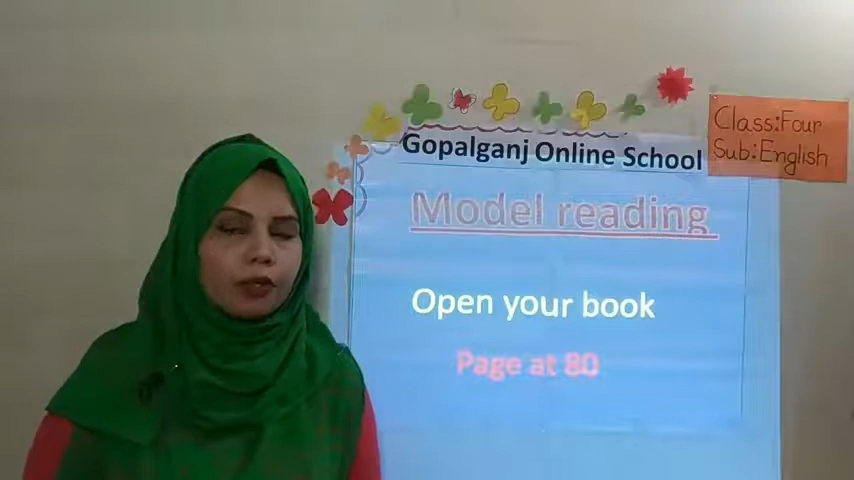 Gopalganj Online School
Class:Four
Sub:English
Model reading
Open your book
Page at 80